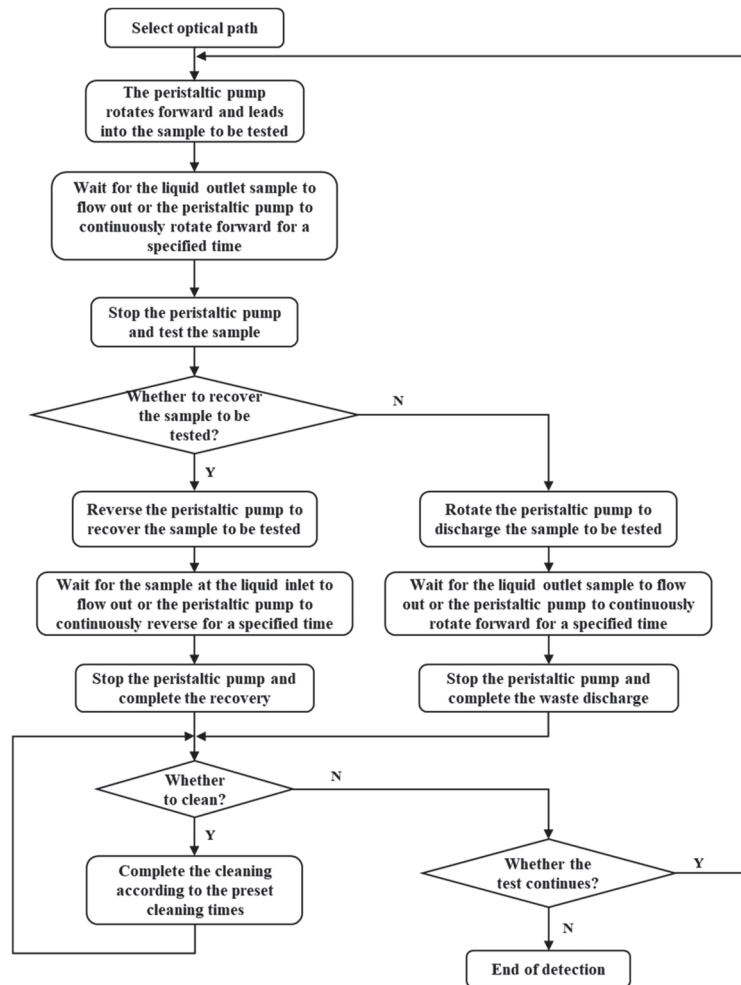 Select optical path
The peristaltic pump
rotates forward and leads
into the sample to be tested
Wait for the liquid outlet sample to
flow out or the peristaltic pump to
continuously rotate forward for a
specified time
Stop the peristaltic pump
and test the sample
Whether to recover
the sample to be
tested?
N
Y
Reverse the peristaltic pump to
recover the sample to be tested
Rotate the peristaltic pump to
discharge the sample to be tested
Wait for the sample at the liquid inlet to
flow out or the peristaltic pump to
continuously reverse for a specified time
Wait for the liquid outlet sample to flow
out or the peristaltic pump to continuously
rotate forward for a specified time
Stop the peristaltic pump and
complete the recovery
Stop the peristaltic pump and
complete the waste discharge
Whether
to clean?
N
Y
Complete the cleaning
according to the preset
cleaning times
Whether the
test continues?
Y
N
End of detection